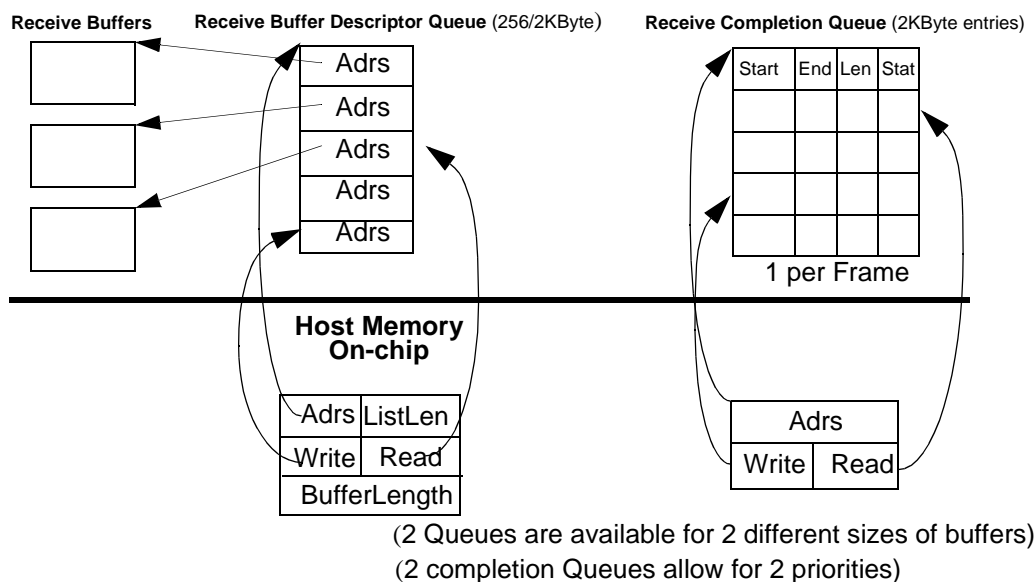 Receive Buffers
Receive Buffer Descriptor Queue (256/2KByte)
Receive Completion Queue (2KByte entries)
Adrs
Adrs
Adrs
Adrs
Adrs
Start End Len Stat
1 per Frame
Host Memory
On-chip
Adrs ListLen
Write Read
BufferLength
Adrs
Write Read
(2 Queues are available for 2 different sizes of buffers)
(2 completion Queues allow for 2 priorities)